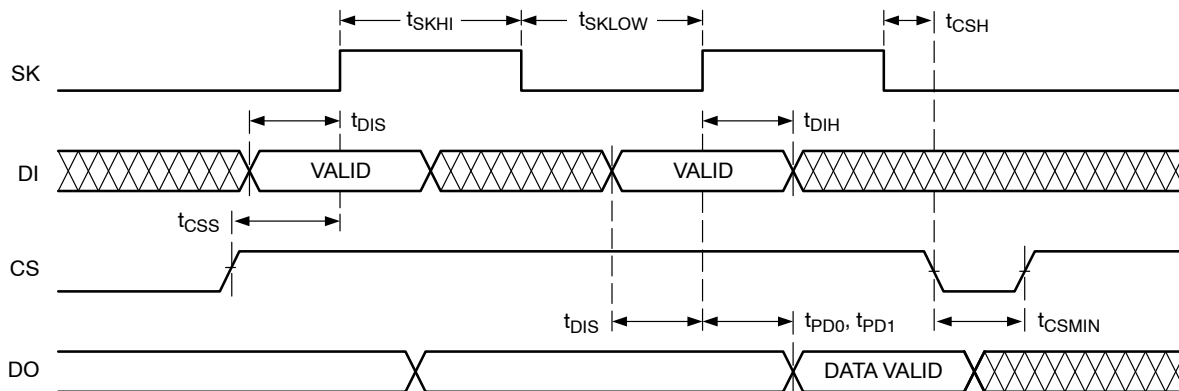 tSKHI tSKLOW tCSH
SK
tDIS tDIH
DI VALID VALID
tCSS
CS
tDIS tPD0, tPD1 tCSMIN
DO DATA VALID